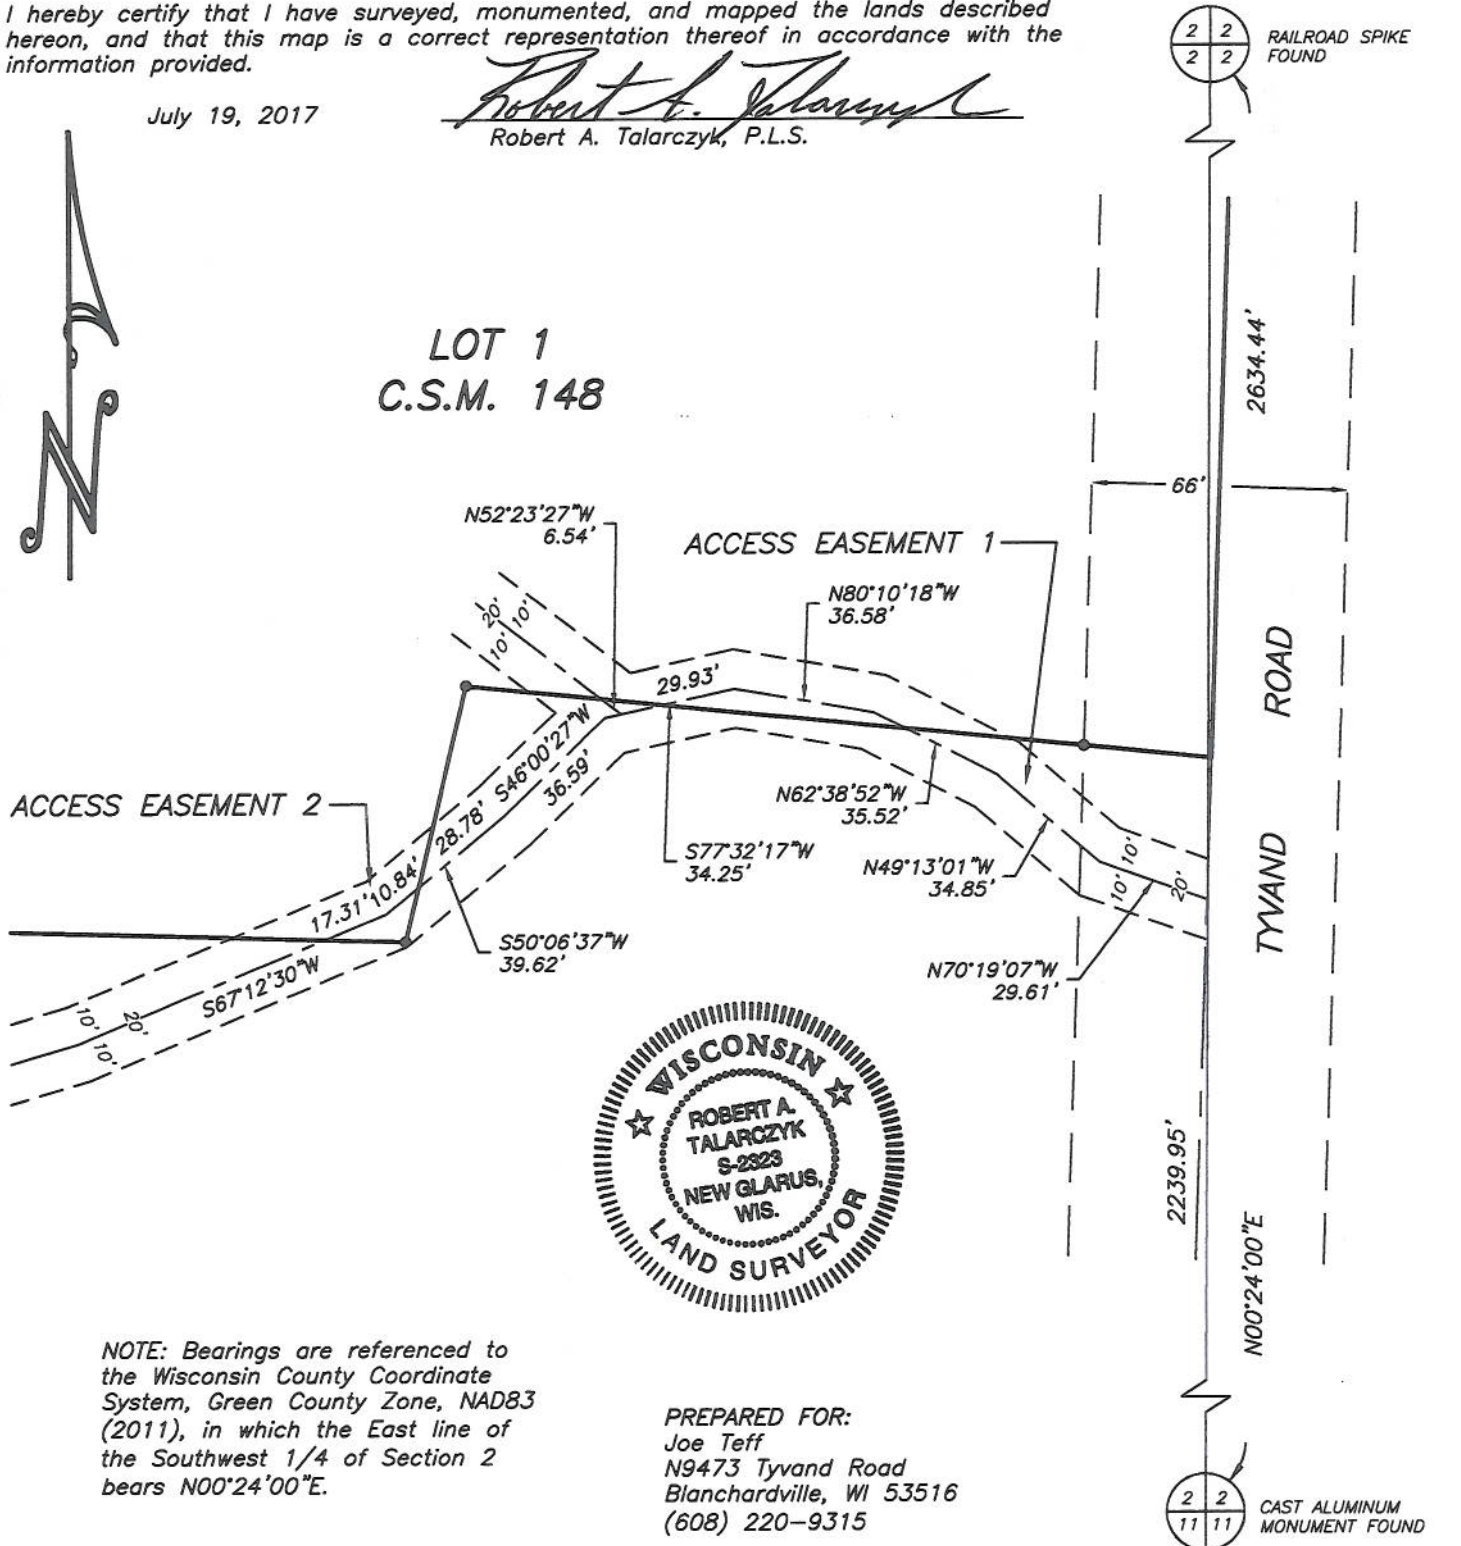 I hereby certify that I have surveyed, monumented, and mapped the lands described
hereon, and that this map is a correct representation thereof in accordance with the
information provided.
July 19, 2017
Robert A. Talarczyk
Robert A. Talarczyk, P.L.S.
2 2
2 2
RAILROAD SPIKE
FOUND
N
LOT 1
C.S.M. 148
2634.44'
66'
N52°23'27"W
6.54'
ACCESS EASEMENT 1
N80°10'18"W
36.58'
20'
10'
10'
29.93'
ROAD
TYVAND
S46°00'27"W
36.59'
28.78'
10.84'
17.31'
ACCESS EASEMENT 2
N62°38'52"W
35.52'
S77°32'17"W
34.25'
N49°13'01"W
34.85'
10'
10'
20'
S50°06'37"W
39.62'
N70°19'07"W
29.61'
S67°12'30"W
10'
20'
10'
WISCONSIN
ROBERT A.
TALARCZYK
S-2323
NEW GLARUS,
WIS.
LAND SURVEYOR
2239.95'
N00°24'00"E
NOTE: Bearings are referenced to
the Wisconsin County Coordinate
System, Green County Zone, NAD83
(2011), in which the East line of
the Southwest 1/4 of Section 2
bears N00°24'00"E.
PREPARED FOR:
Joe Teff
N9473 Tyvand Road
Blanchardville, WI 53516
(608) 220-9315
2 2
11 11
CAST ALUMINUM
MONUMENT FOUND